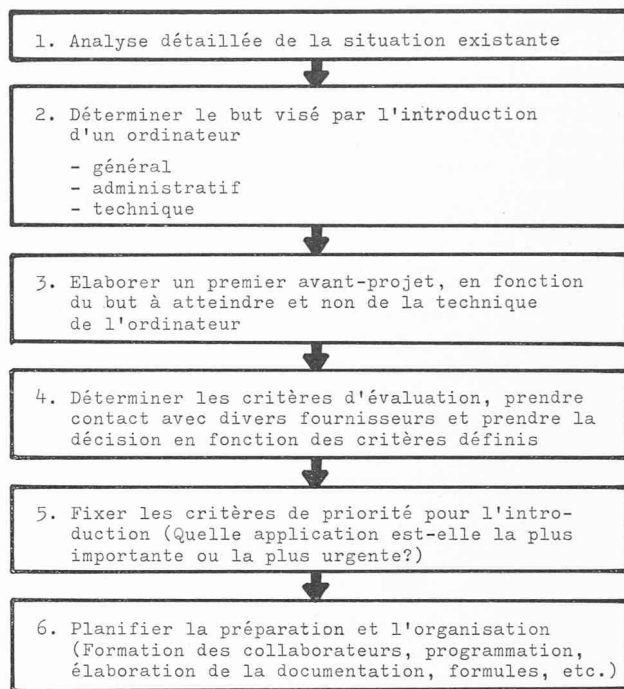 1. Analyse détaillée de la situation existante
2. Déterminer le but visé par l'introduction
d'un ordinateur
- général
- administratif
- technique
3. Elaborer un premier avant-projet, en fonction
du but à atteindre et non de la technique
de l'ordinateur
4. Déterminer les critères d'évaluation, prendre
contact avec divers fournisseurs et prendre la
décision en fonction des critères définis
5. Fixer les critères de priorité pour l'intro-
duction (Quelle application est-elle la plus
importante ou la plus urgente?)
6. Planifier la préparation et l'organisation
(Formation des collaborateurs, programmation,
élaboration de la documentation, formules, etc.)